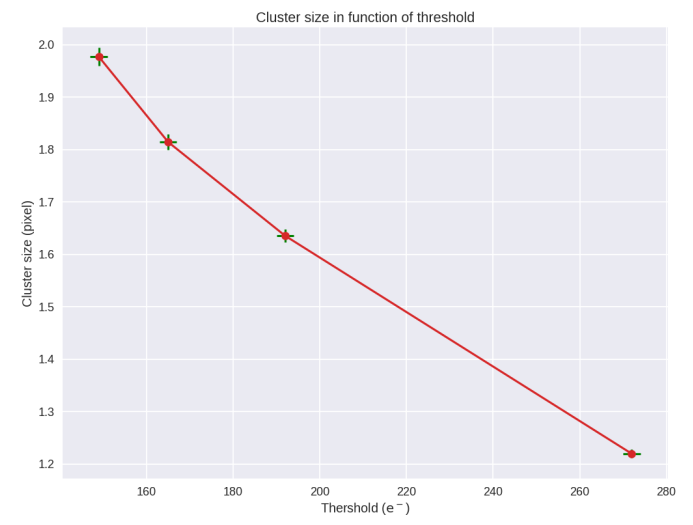 Cluster size in function of threshold
2.0
1.9
1.8
1.7
1.6
1.5
1.4
1.3
1.2
Cluster size (pixel)
160 180 200 220 240 260 280
Thershold (e⁻)